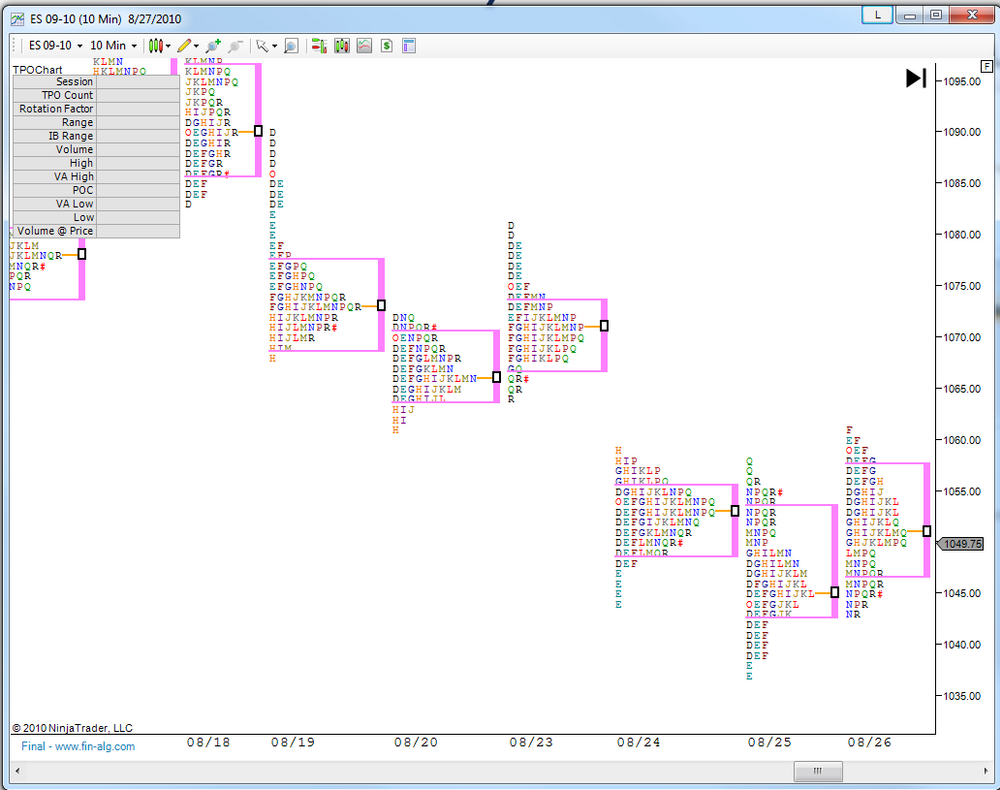 ES 09-10 (10 Min) 8/27/2010
L
ES 09-10
10 Min
$
F
TPOChart
Session
TPO Count
Rotation Factor
Range
IB Range
Volume
High
VA High
POC
VA Low
Low
Volume @ Price
KLMN
HKLMNPQ
JKLM
JKLMNQR
MNQR#
PQR
NPQ
KLMNP
KLMNPQ
JKLMNPQ
JKPQ
JKPQR
HIJPQR
DGHIJR
OEGHIJR
DEGHIR
DEFGHR
DEFGR
DEFGR#
DEF
DEF
D
D
D
D
D
O
DE
DE
DE
E
E
E
EF
EFP
EFGPQ
EFGHPQ
EFGHNPQ
FGHJKMNPQR
FGHIJKLMNPQR
HIJKLMNPR
HIJLMNPR#
HIJLMR
HIM
H
DNQ
DNPQR#
OENPQR
DEFNPQR
DEFGLMNPR
DEFGKLMN
DEFGHIJKLMN
DEGHIJKLM
DEGHIJL
HIJ
HI
H
D
D
DE
DE
DE
DE
OEF
DEFMN
DEFMNP
EFIJKLMNP
FGHIJKLMNP
FGHIJKLMPQ
FGHIJKLPQ
FGHIKLPQ
GQ
QR#
QR
R
H
HIP
GHIKLP
GHIKLPQ
DGHIJKLNPQ
OEFGHIJKLMNPQ
DEFGHIJKLMNPQ
DEFGIJKLMNQ
DEFGKLMNQR
DEFLMNQR#
DEFLMQR
DEF
E
E
E
E
Q
Q
QR
NPQR#
NPQR
NPQR
NPQR
MNPQ
MNP
GHILMN
DGHILMN
DGHIJKLM
DFGHIJKL
DEFGHIJKL
OEFGJKL
DEFGJK
DEF
DEF
DEF
DEF
E
E
F
EF
OEF
DEFG
DEFG
DEFGH
DGHIJ
DGHIJKL
DGHIJKL
GHIJKLQ
GHIJKLMQ
GHJKLMPQ
LMPQ
MNPQ
MNPQR
MNPQR
NPQR#
NPR
NR
1095.00
1090.00
1085.00
1080.00
1075.00
1070.00
1065.00
1060.00
1055.00
1049.75
1045.00
1040.00
1035.00
© 2010 NinjaTrader, LLC
Final - www.fin-alg.com
08/18 08/19 08/20 08/23 08/24 08/25 08/26